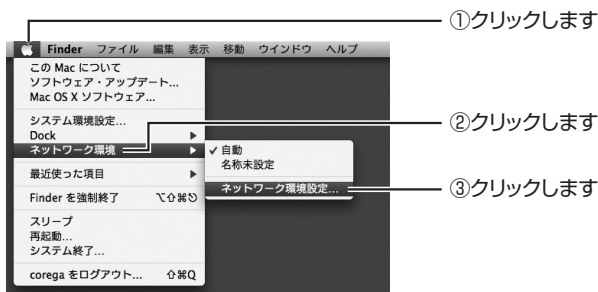 ①クリックします
Finder ファイル 編集 表示 移動 ウインドウ ヘルプ
この Mac について
ソフトウェア・アップデート...
Mac OS X ソフトウェア...
システム環境設定...
②クリックします
Dock
ネットワーク環境
✓自動
名称未設定
最近使った項目
ネットワーク環境設定...
③クリックします
Finder を強制終了 ⌥⇧⌘⎋
スリープ
再起動...
システム終了...
corega をログアウト... ⇧⌘Q